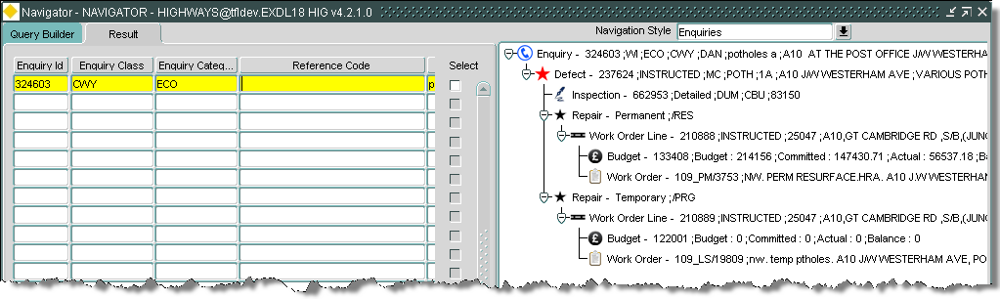 Navigator - NAVIGATOR - HIGHWAYS@tfldev.EXDL18 HIG v4.2.1.0
Query Builder Result
Navigation Style Enquiries
Enquiry Id Enquiry Class Enquiry Categ... Reference Code Select
324603 CWY ECO p
Enquiry - 324603 ;WI ;ECO ;CWY ;DAN ;potholes a ;A10 AT THE POST OFFICE J/W WESTERHAM
Defect - 237624 ;INSTRUCTED ;MC ;POTH ;1A ;A10 J/W WESTERHAM AVE ;VARIOUS POTH
Inspection - 662953 ;Detailed ;DUM ;CBU ;83150
Repair - Permanent ;/RES
Work Order Line - 210888 ;INSTRUCTED ;25047 ;A10,GT CAMBRIDGE RD ,S/B,(JUNC
Budget - 133408 ;Budget : 214156 ;Committed : 147430.71 ;Actual : 56537.18 ;Ba
Work Order - 109_PM/3753 ;NW. PERM RESURFACE.HRA. A10 J.W WESTERHAM
Repair - Temporary ;/PRG
Work Order Line - 210889 ;INSTRUCTED ;25047 ;A10,GT CAMBRIDGE RD ,S/B,(JUN
Budget - 122001 ;Budget : 0 ;Committed : 0 ;Actual : 0 ;Balance : 0
Work Order - 109_LS/19809 ;nw. temp ptholes. A10 J/W WESTERHAM AVE, PO